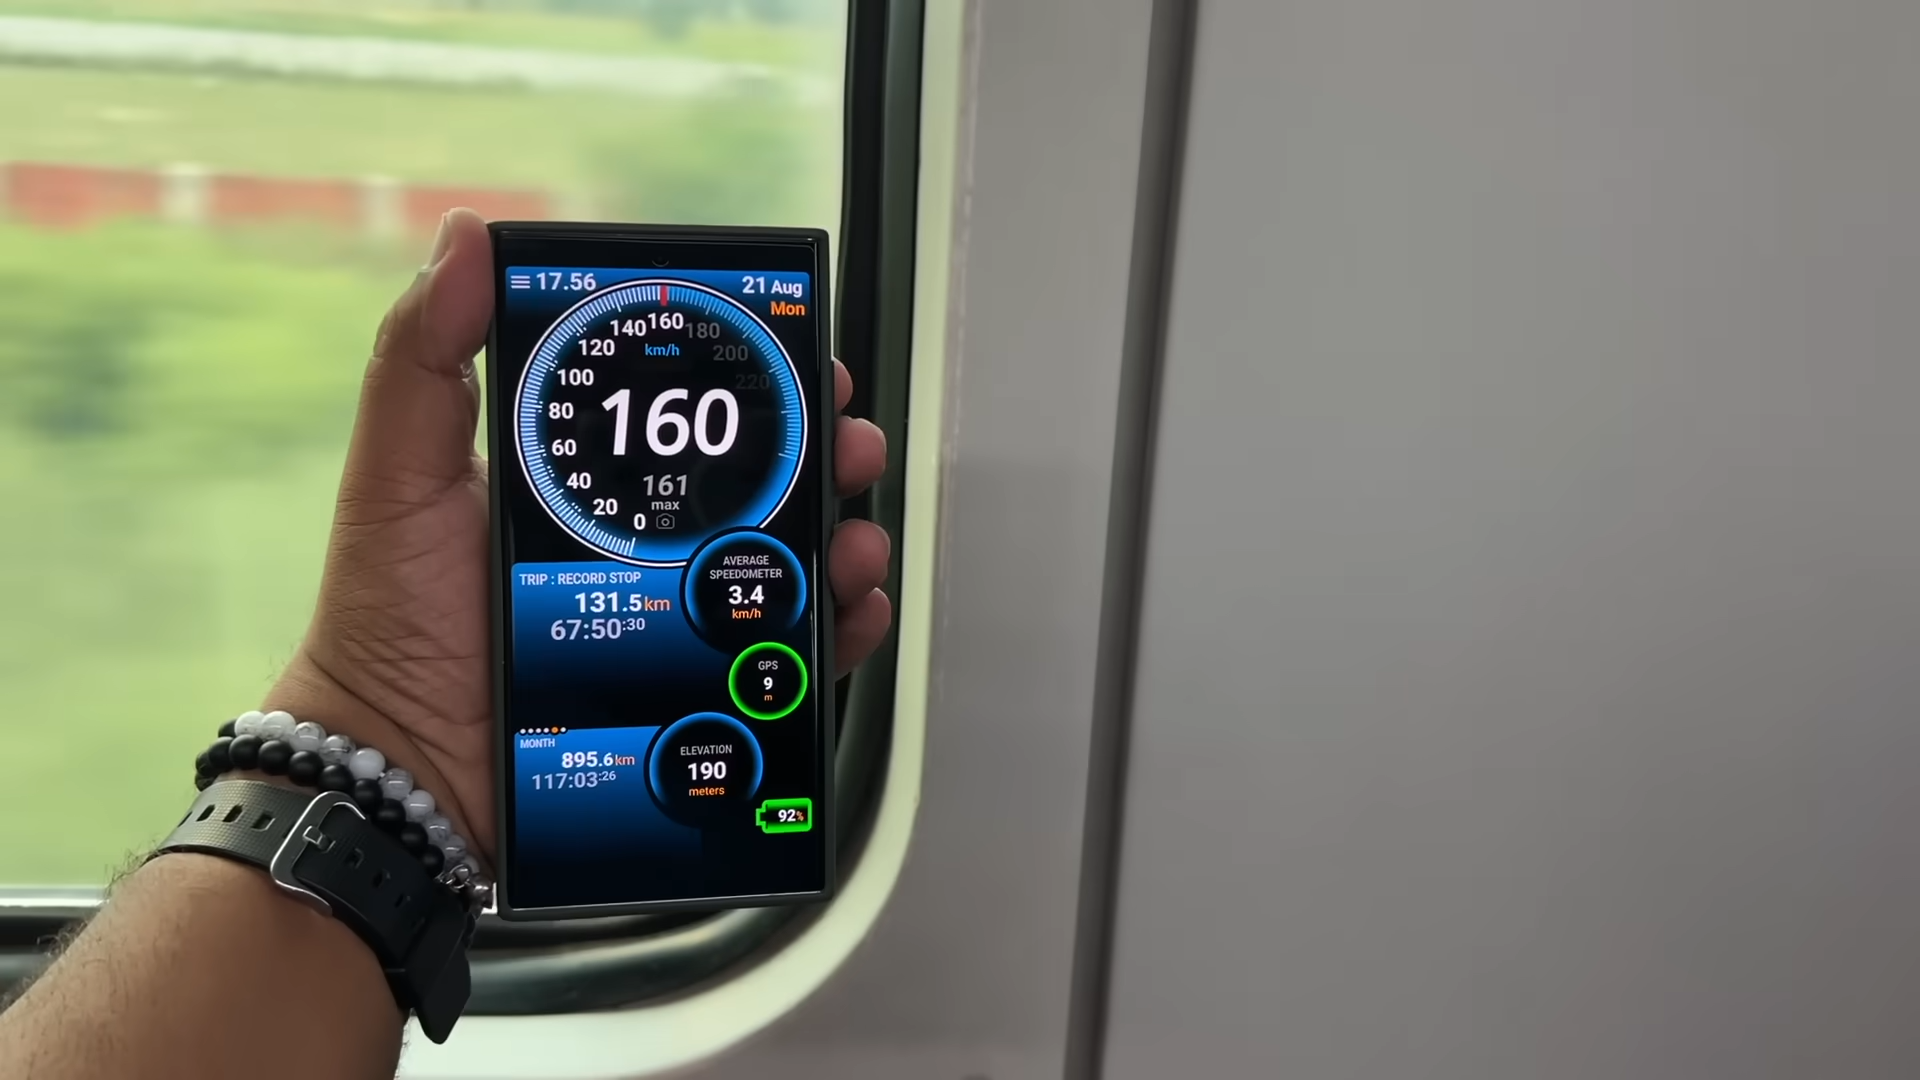 17.56
21 Aug
Mon
140 160 180
120 km/h 200
100 220
80 160
60
40 161
20 max
0
AVERAGE
SPEEDOMETER
3.4
km/h
TRIP : RECORD STOP
131.5km
67:50:30
GPS
9
m
MONTH
895.6km
117:03:26
ELEVATION
190
meters
92%